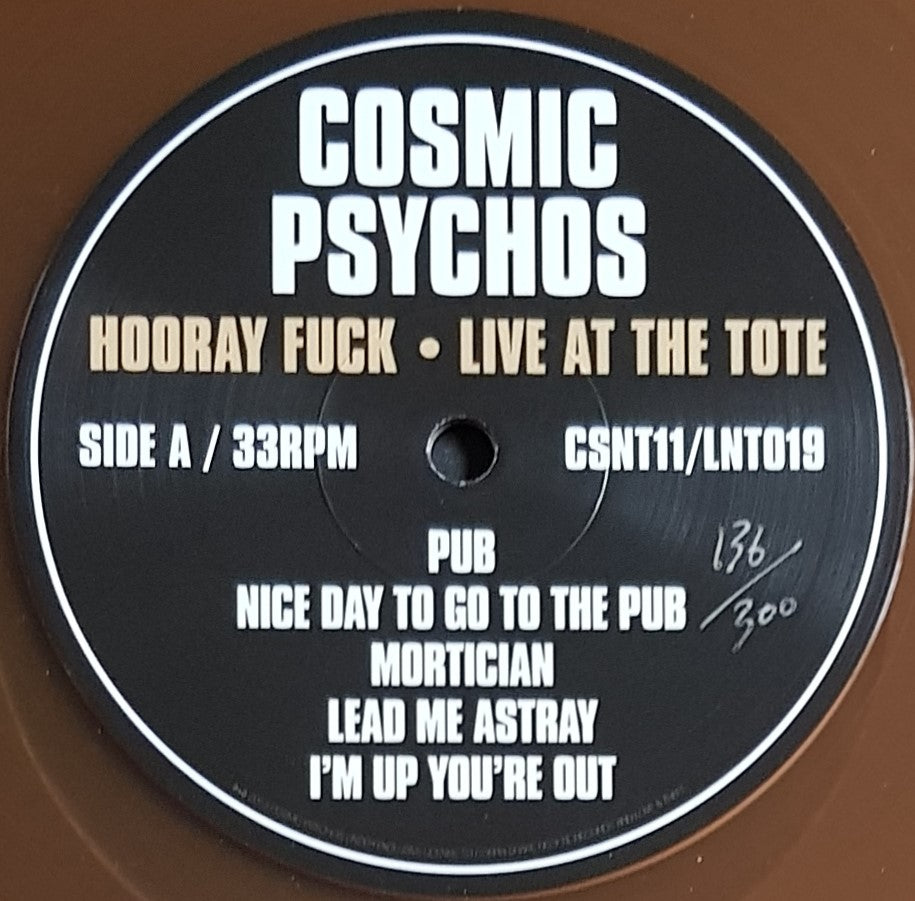 COSMIC
PSYCHOS
HOORAY FUCK • LIVE AT THE TOTE
SIDE A / 33RPM
CSNT11/LNT019
PUB
NICE DAY TO GO TO THE PUB
MORTICIAN
LEAD ME ASTRAY
I'M UP YOU'RE OUT
136/300